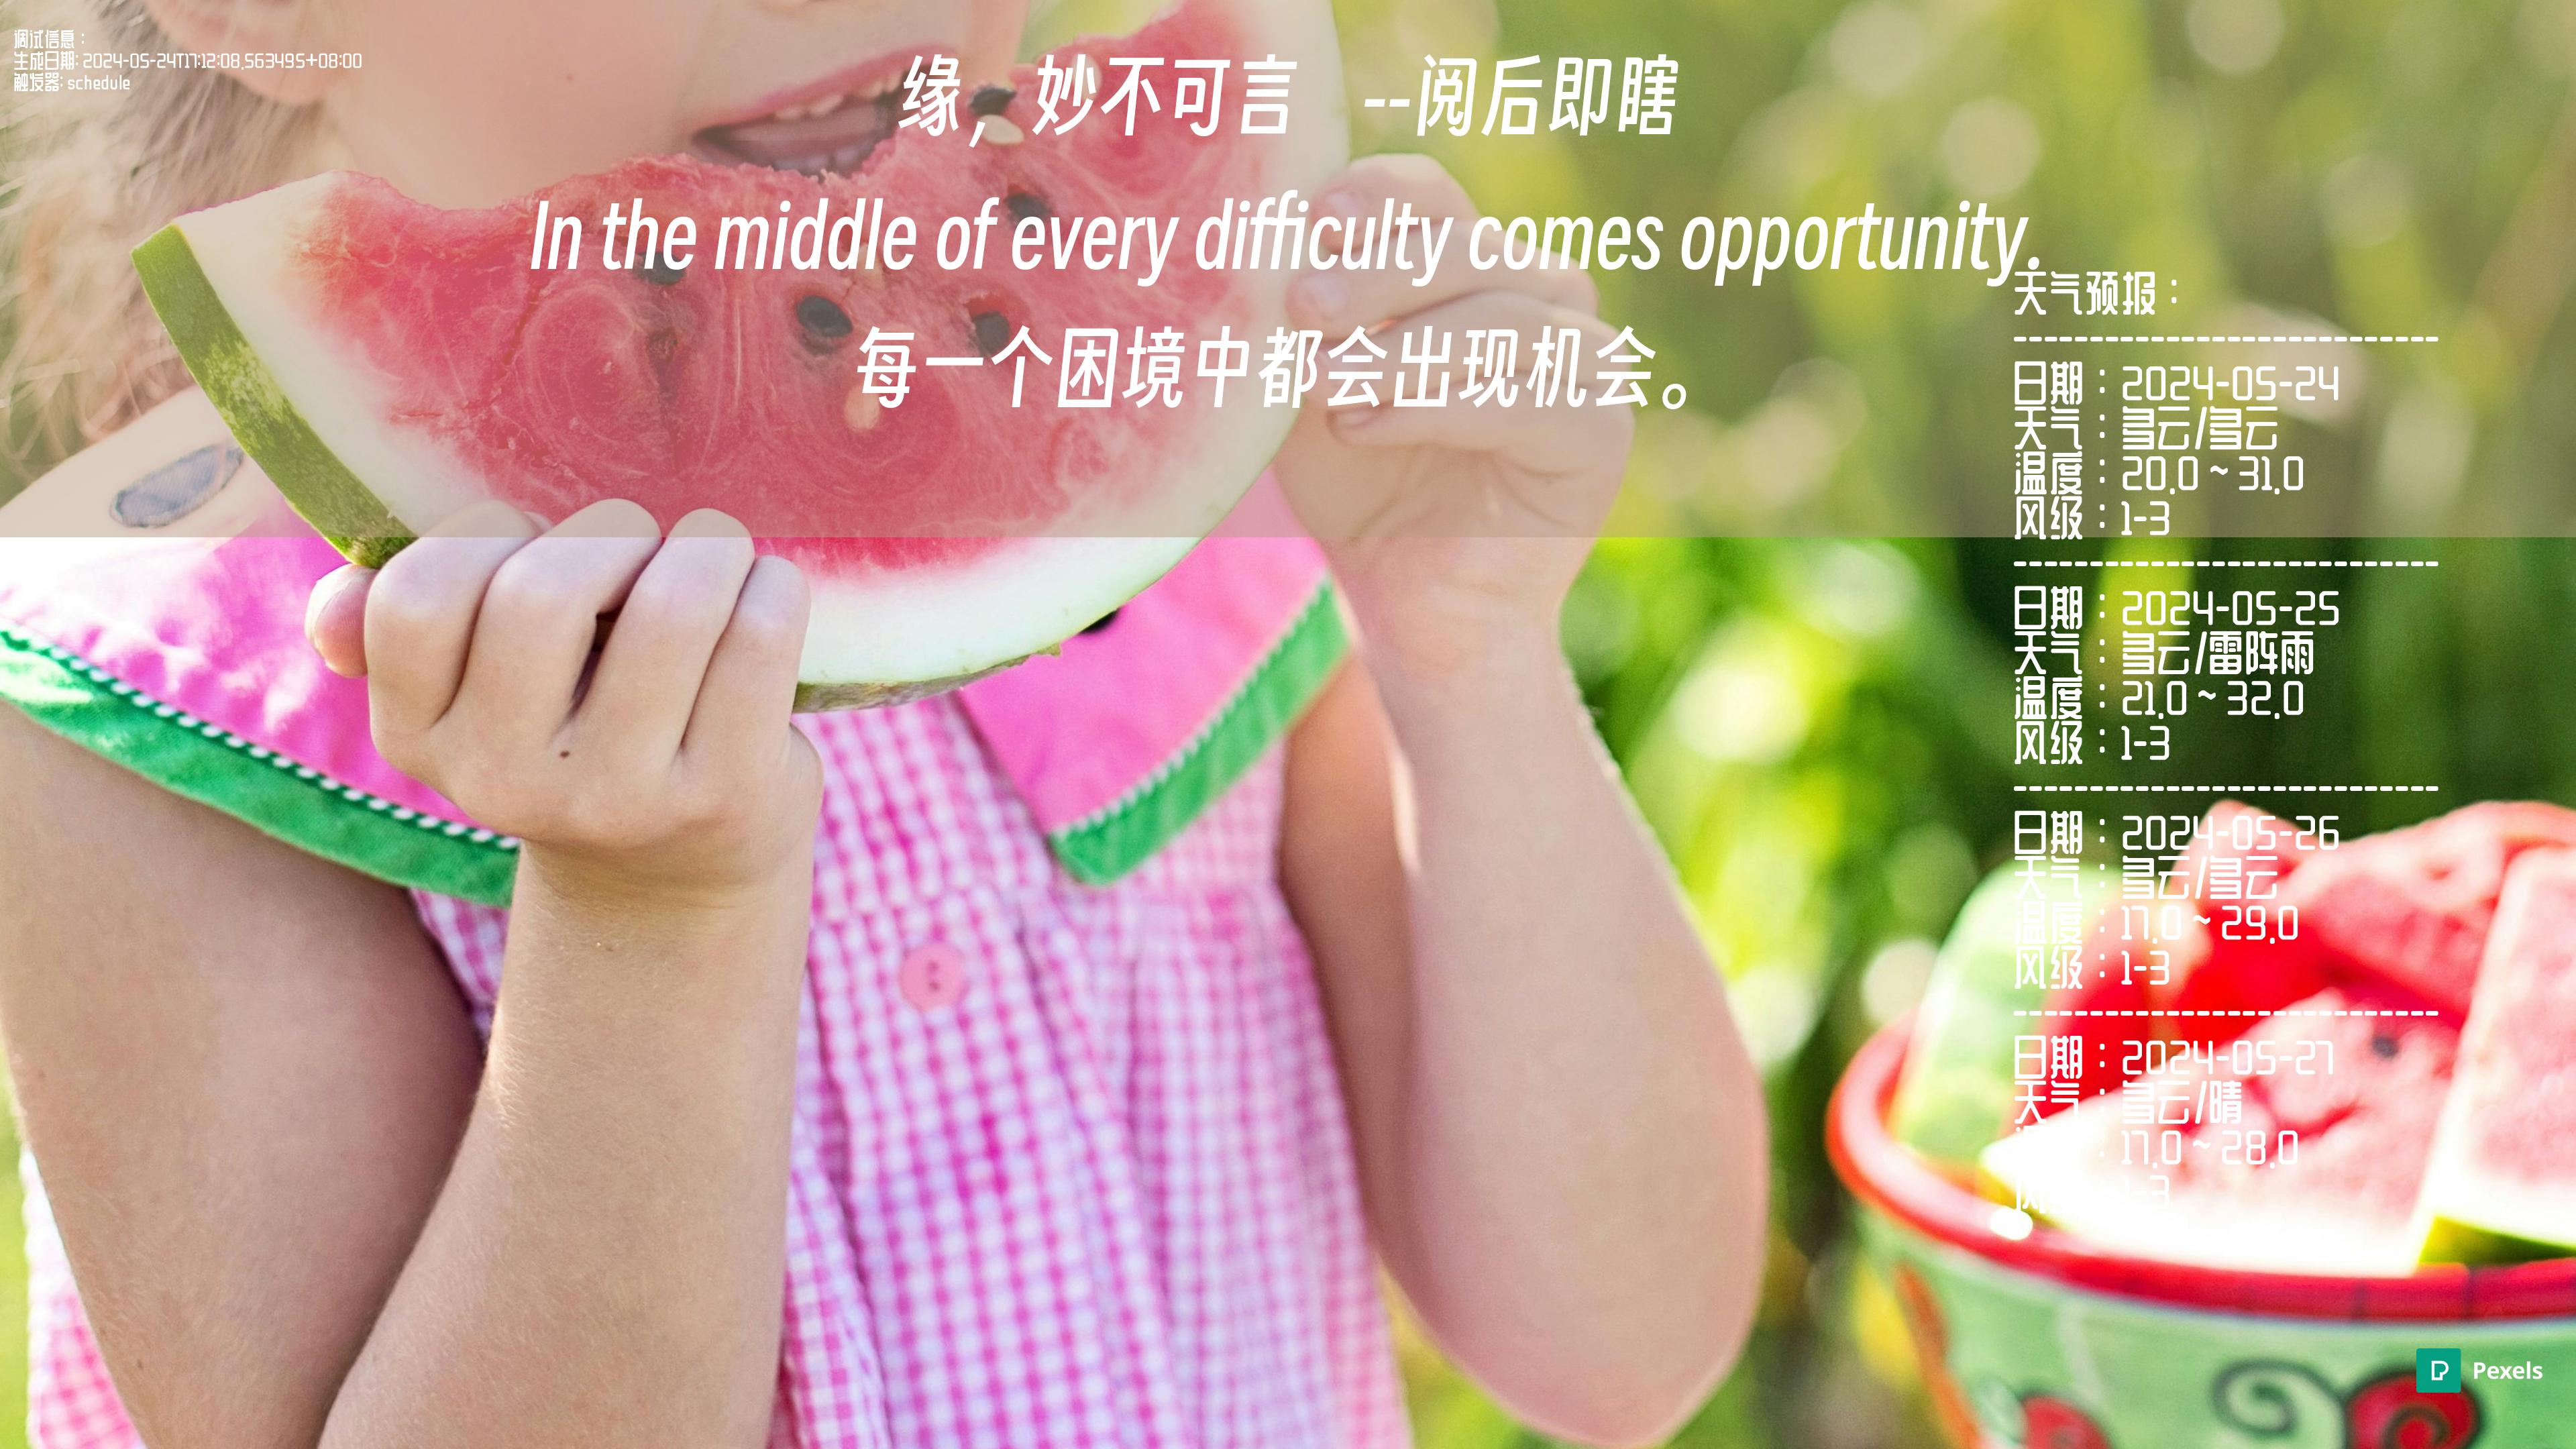 调试信息：
生成日期: 2024-05-24T17:12:08.563495+08:00
触发器: schedule
缘，妙不可言 --阅后即瞎
In the middle of every difficulty comes opportunity.
每一个困境中都会出现机会。
天气预报：
------------------------------
日期：2024-05-24
天气：多云/多云
温度：20.0 ~ 31.0
风级：1-3
------------------------------
日期：2024-05-25
天气：多云/雷阵雨
温度：21.0 ~ 32.0
风级：1-3
------------------------------
日期：2024-05-26
天气：多云/多云
温度：17.0 ~ 29.0
风级：1-3
------------------------------
日期：2024-05-27
天气：多云/晴
：17.0 ~ 28.0
风 -3
Pexels